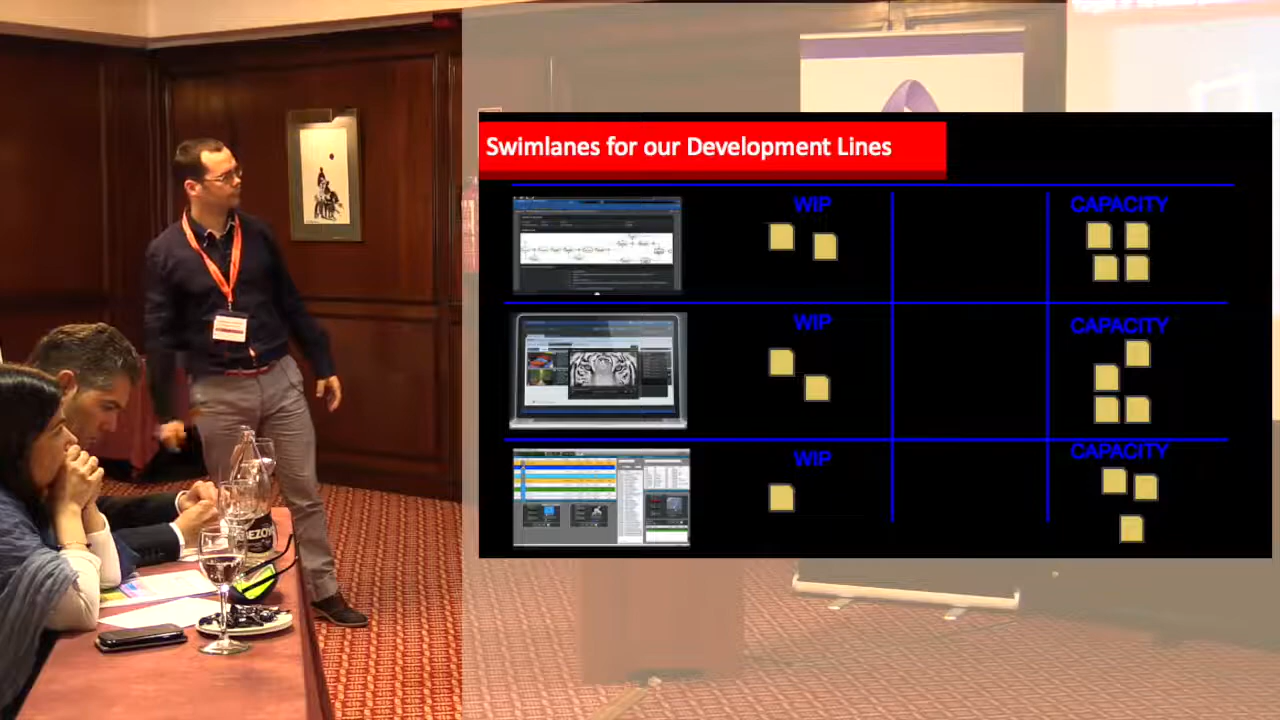 Swimlanes for our Development Lines
WIP
CAPACITY
WIP
CAPACITY
WIP
CAPACITY